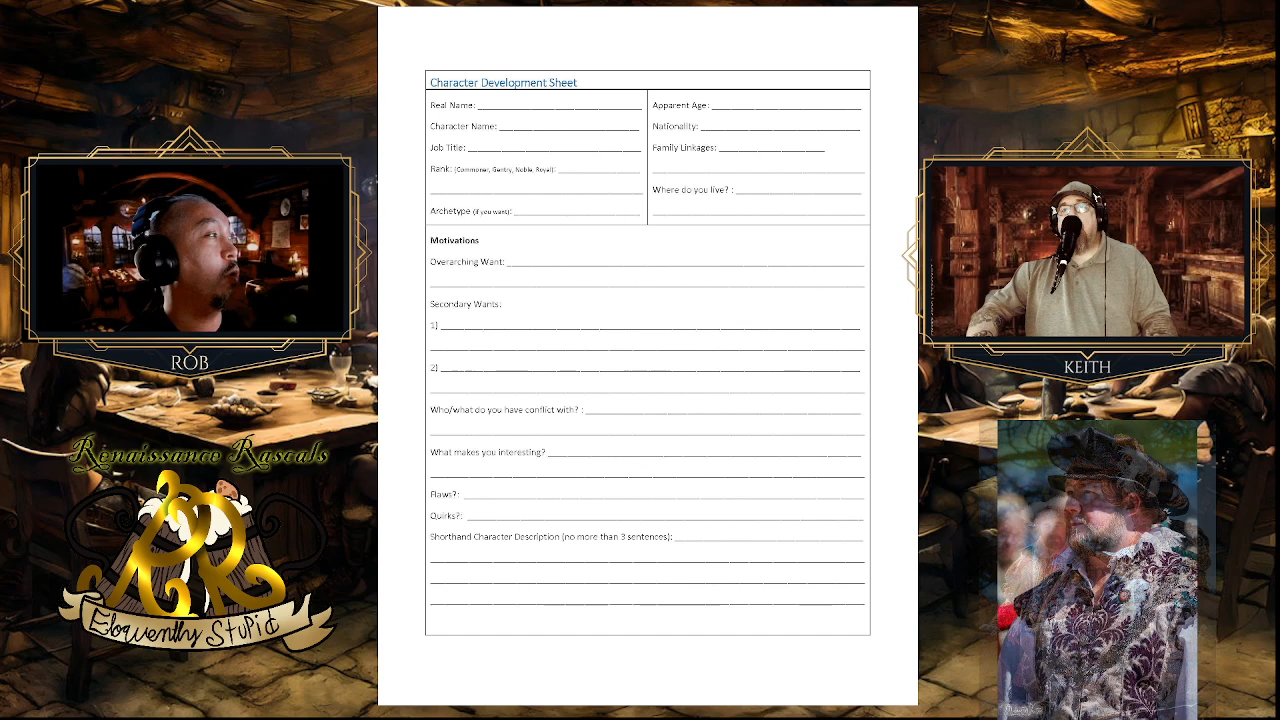 Character Development Sheet
Real Name: Apparent Age:
Character Name: Nationality:
Job Title: Family Linkages:
Rank: (Commoner, Gentry, Noble, Royal):
Where do you live? :
Archetype (if you want):
Motivations
Overarching Want:
Secondary Wants:
1)
2)
Who/what do you have conflict with? :
What makes you interesting?
Flaws?:
Quirks?:
Shorthand Character Description (no more than 3 sentences):
ROB
KEITH
Renaissance Rascals
RR
Eloquently Stupid